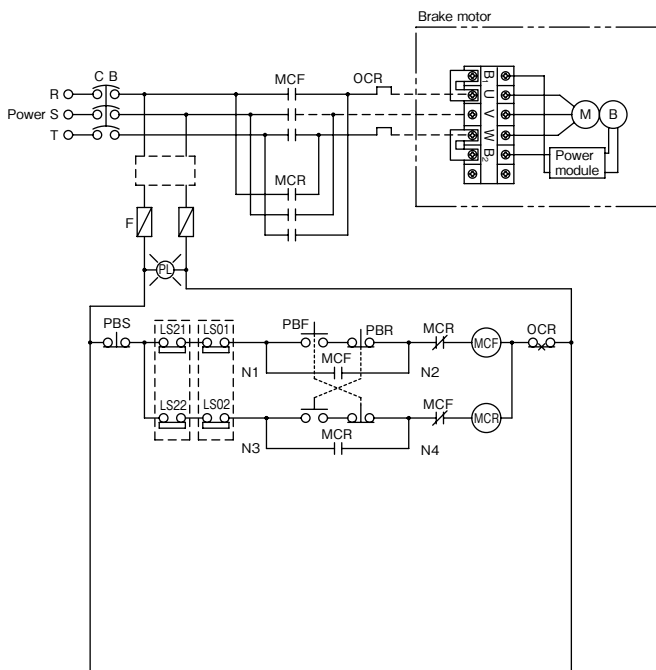 Brake motor
C B
MCF
OCR
R
Power S
T
B1
U
V
W
B2
M
B
Power
module
MCR
F
PL
PBS
LS21
LS01
PBF
PBR
MCR
MCF
OCR
MCF
N1
N2
LS22
LS02
MCF
MCR
MCR
N3
N4